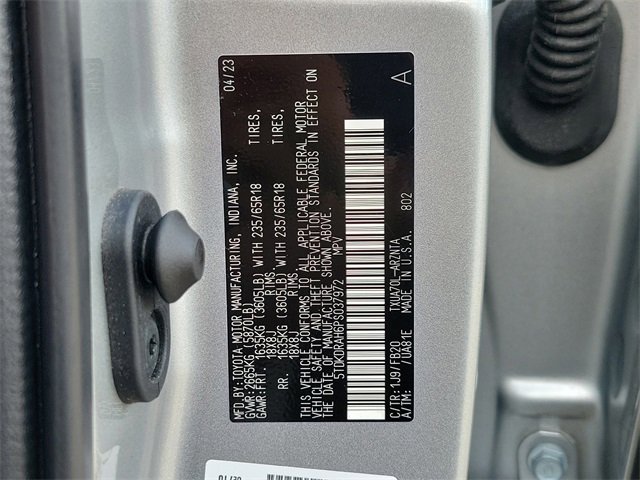 MFD.BY:TOYOTA MOTOR MANUFACTURING INDIANA, INC. 04/23
GVWR:2665KG (5870LB)
GAWR:FRT. 1635KG (3605LB) WITH 235/65R18 TIRES,
18X8J RIMS,
RR. 1635KG (3605LB) WITH 235/65R18 TIRES,
18X8J RIMS,
THIS VEHICLE CONFORMS TO ALL APPLICABLE FEDERAL MOTOR
VEHICLE SAFETY AND THEFT PREVENTION STANDARDS IN EFFECT ON
THE DATE OF MANUFACTURE SHOWN ABOVE.
5TDKDRAH6PS037972 MPV
A
C/TR:1J9/FB20 TXUA70L-ARZNTA
A/TM: /UA81E MADE IN U.S.A. 802